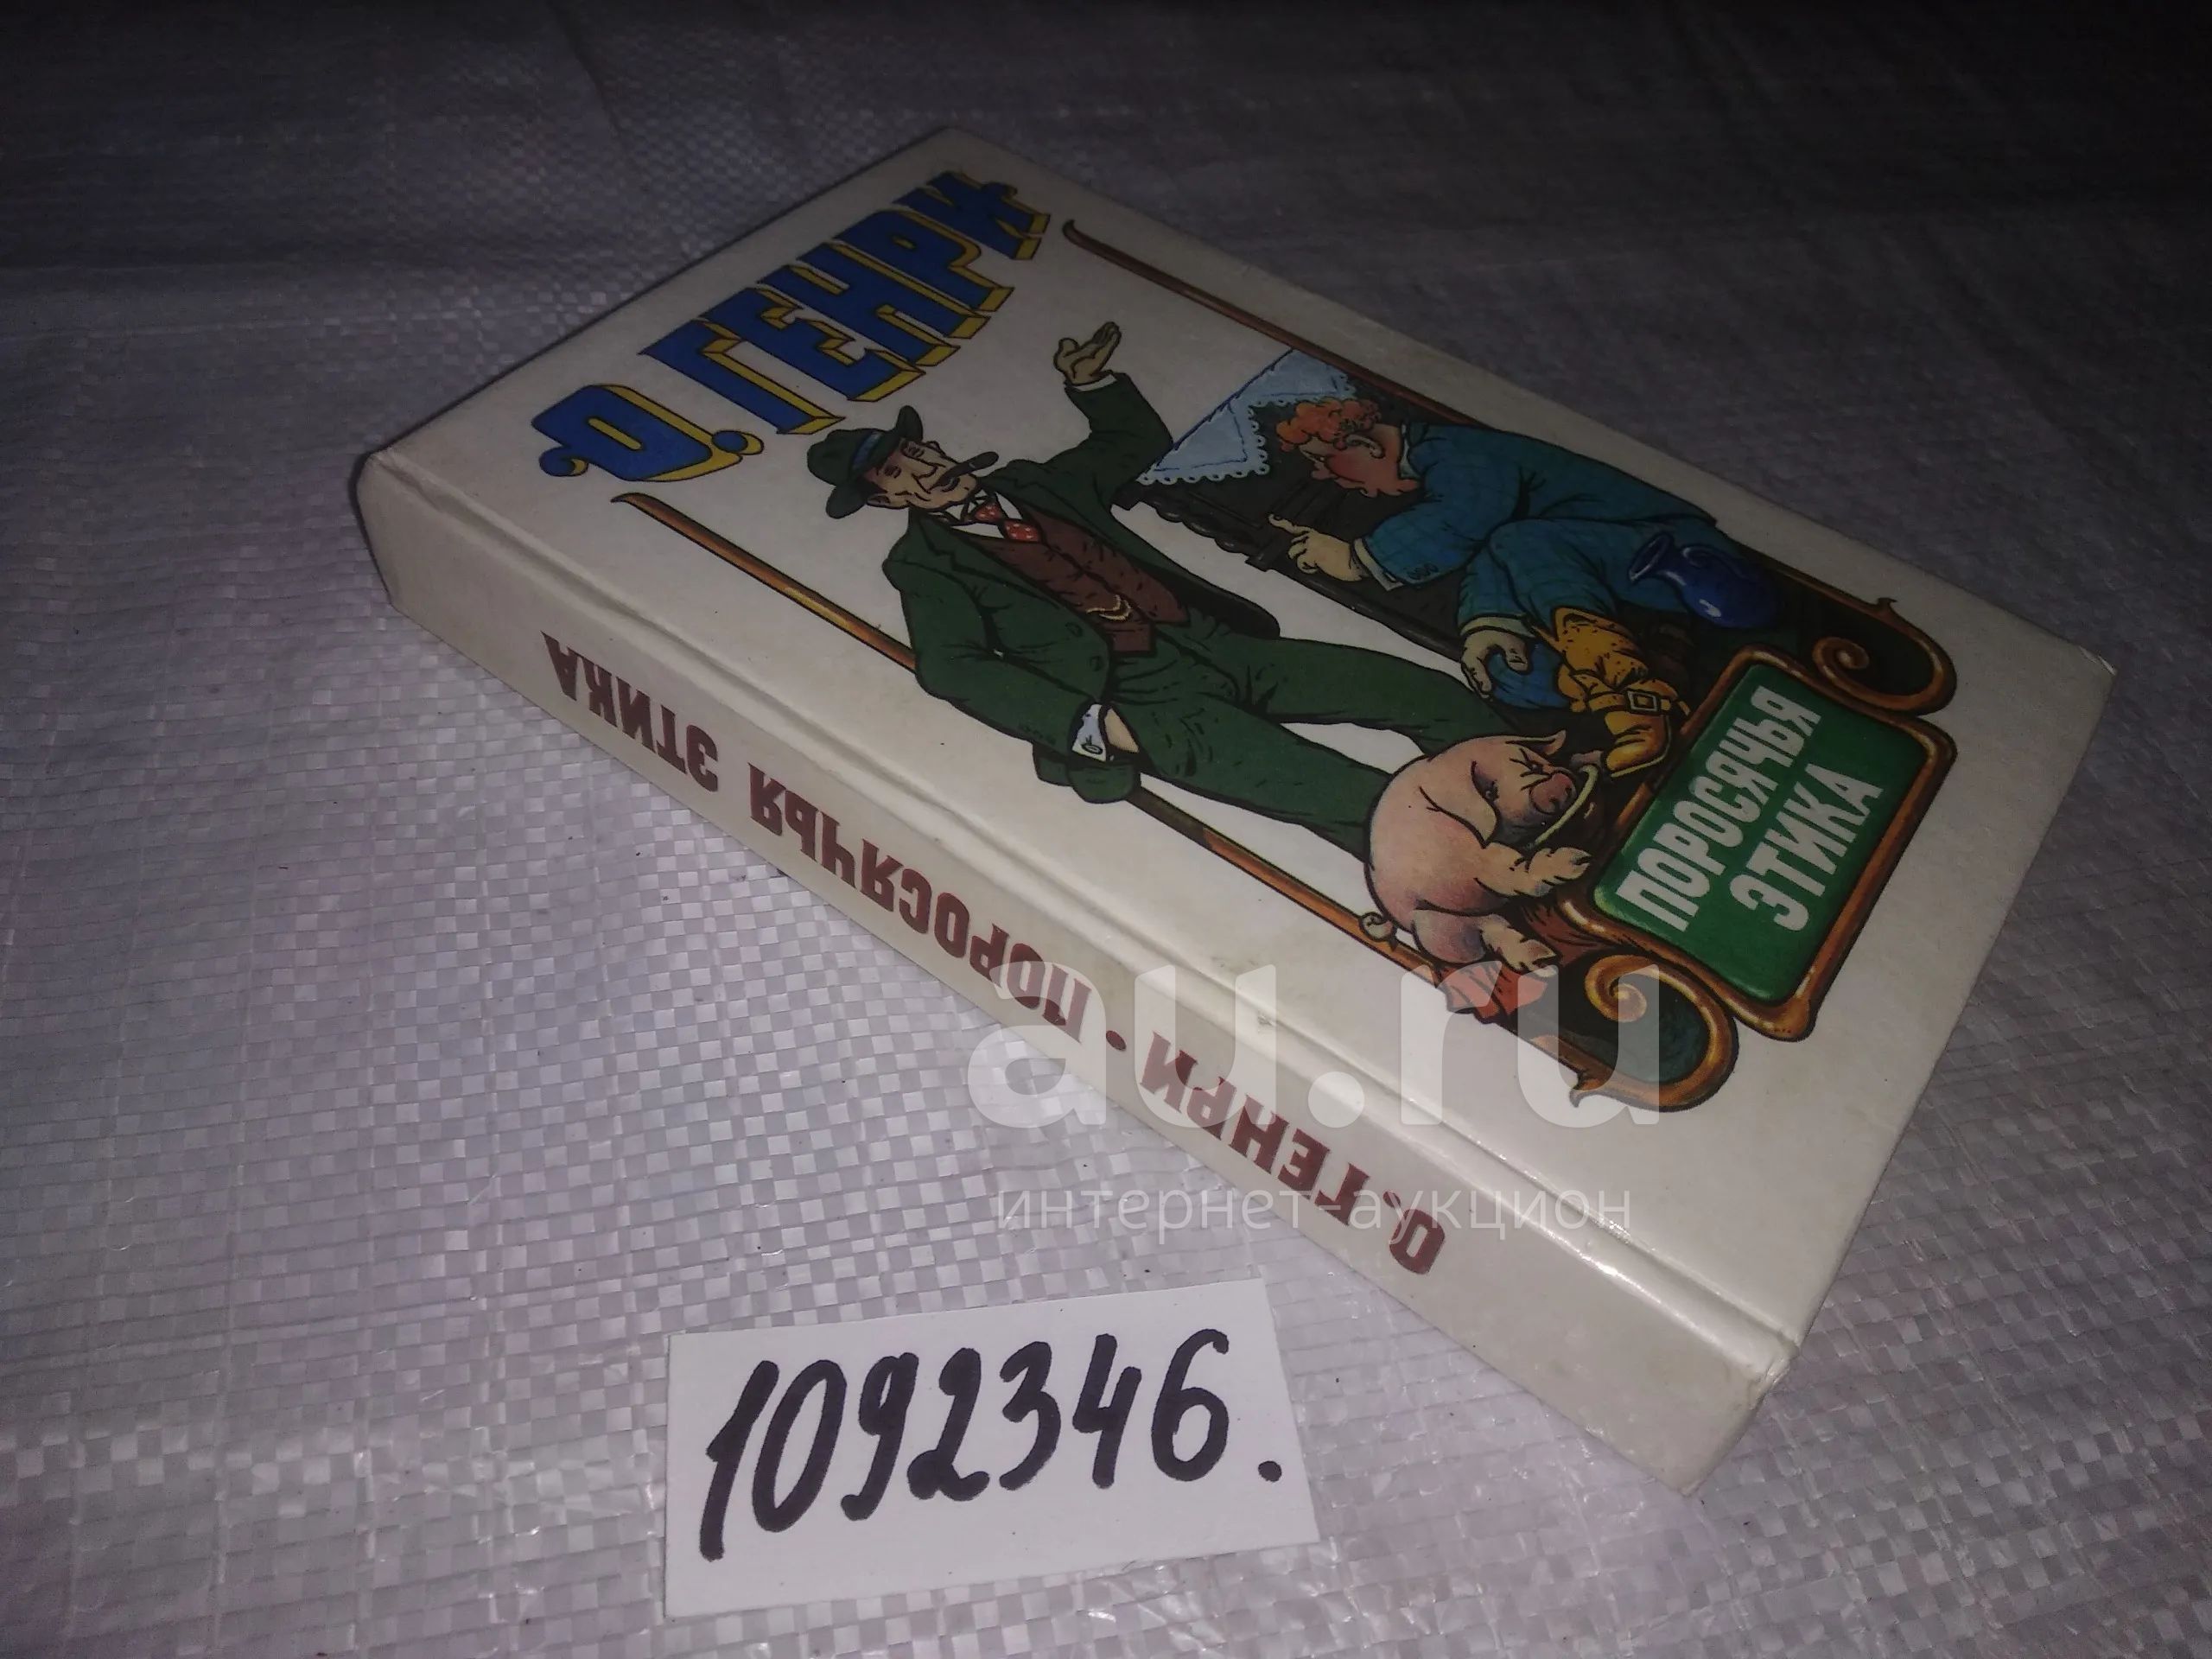 О. ГЕНРИ
ПОРОСЯЧЬЯ
ЭТИКА
О. ГЕНРИ • ПОРОСЯЧЬЯ ЭТИКА
au.ru
интернет-аукцион
1092346.